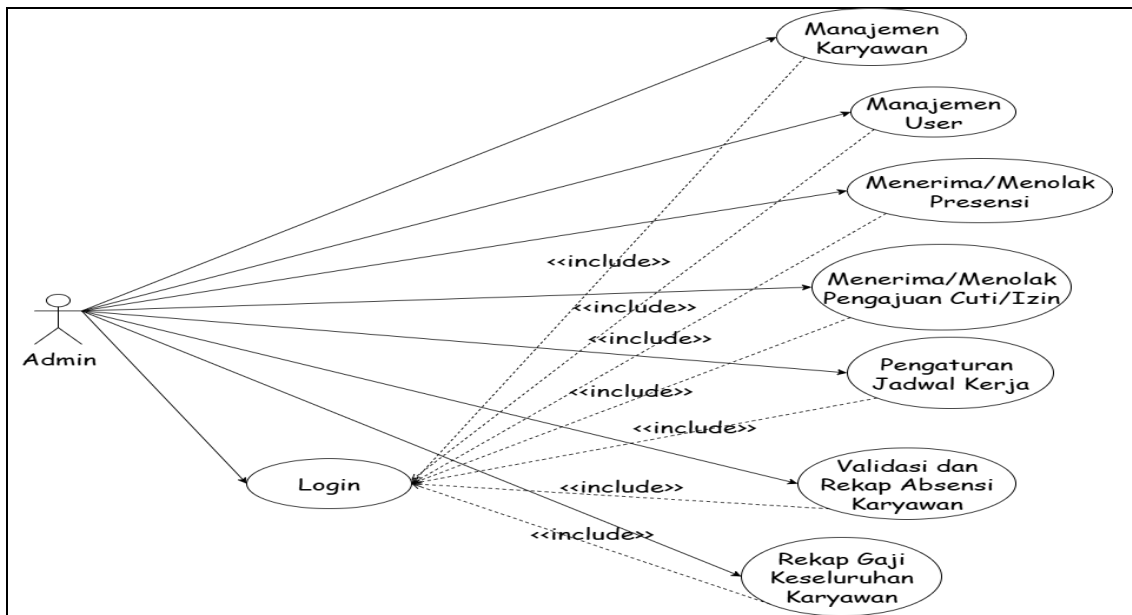 Manajemen
Karyawan
Manajemen
User
Menerima/Menolak
Presensi
<<include>>
Menerima/Menolak
Pengajuan Cuti/Izin
<<include>>
<<include>>
Admin
Pengaturan
Jadwal Kerja
<<include>>
<<include>>
Login
Validasi dan
Rekap Absensi
Karyawan
<<include>>
<<include>>
Rekap Gaji
Keseluruhan
Karyawan